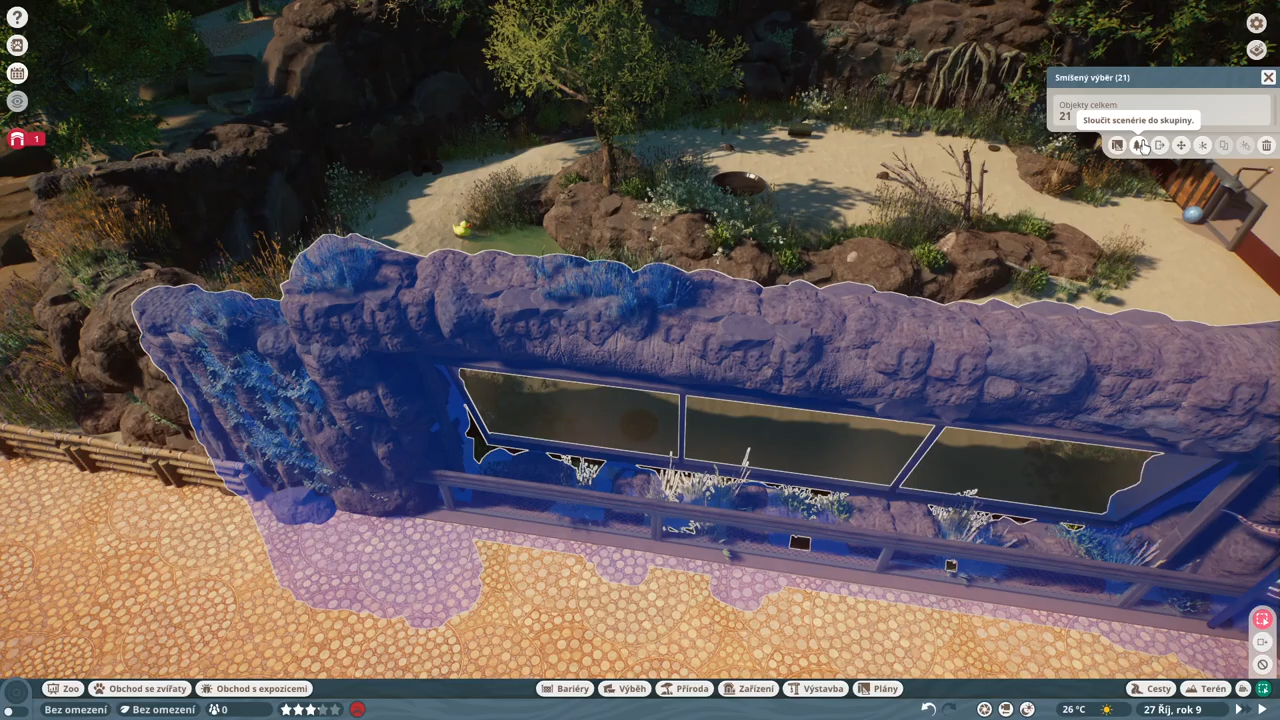 Smíšený výběr (21)
Objekty celkem
21
Sloučit scenérie do skupiny.
1
Zoo
Obchod se zvířaty
Obchod s expozicemi
Bariéry
Výběh
Příroda
Zařízení
Výstavba
Plány
Cesty
Terén
Bez omezení
Bez omezení
0
26 °C
27 Říj, rok 9